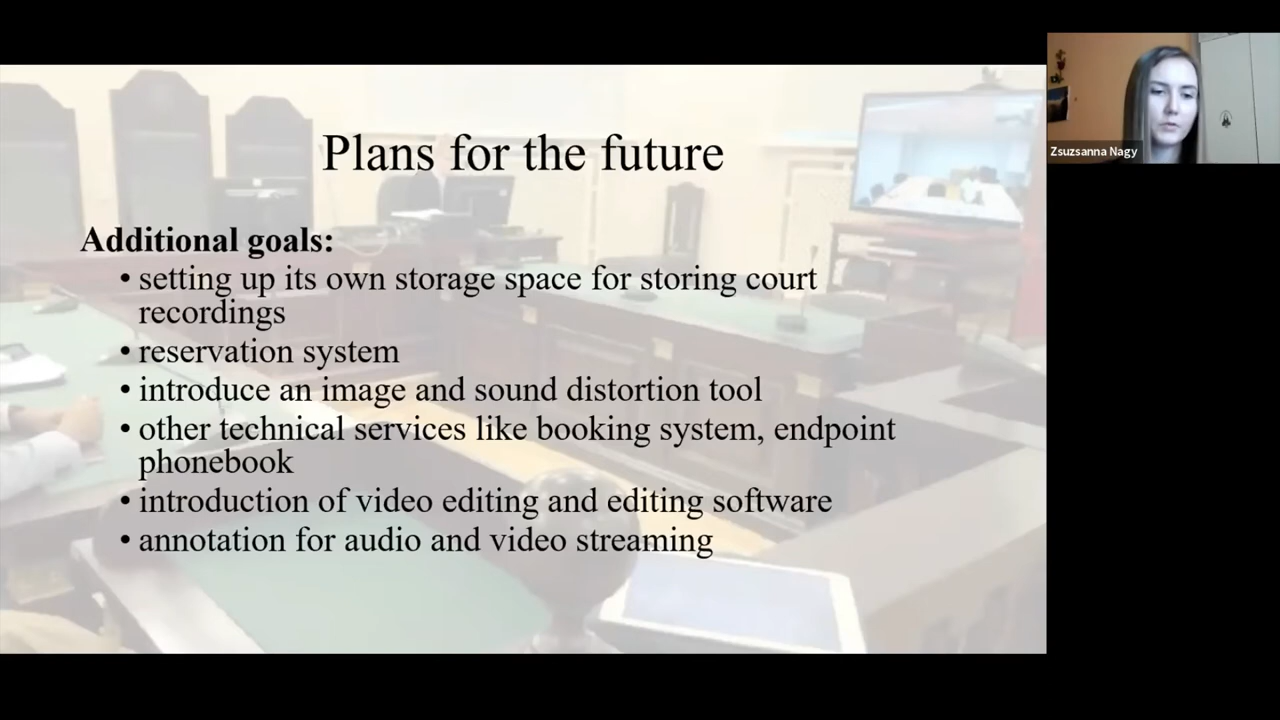 Plans for the future
Additional goals:
• setting up its own storage space for storing court
recordings
• reservation system
• introduce an image and sound distortion tool
• other technical services like booking system, endpoint
phonebook
• introduction of video editing and editing software
• annotation for audio and video streaming
Zsuzsanna Nagy